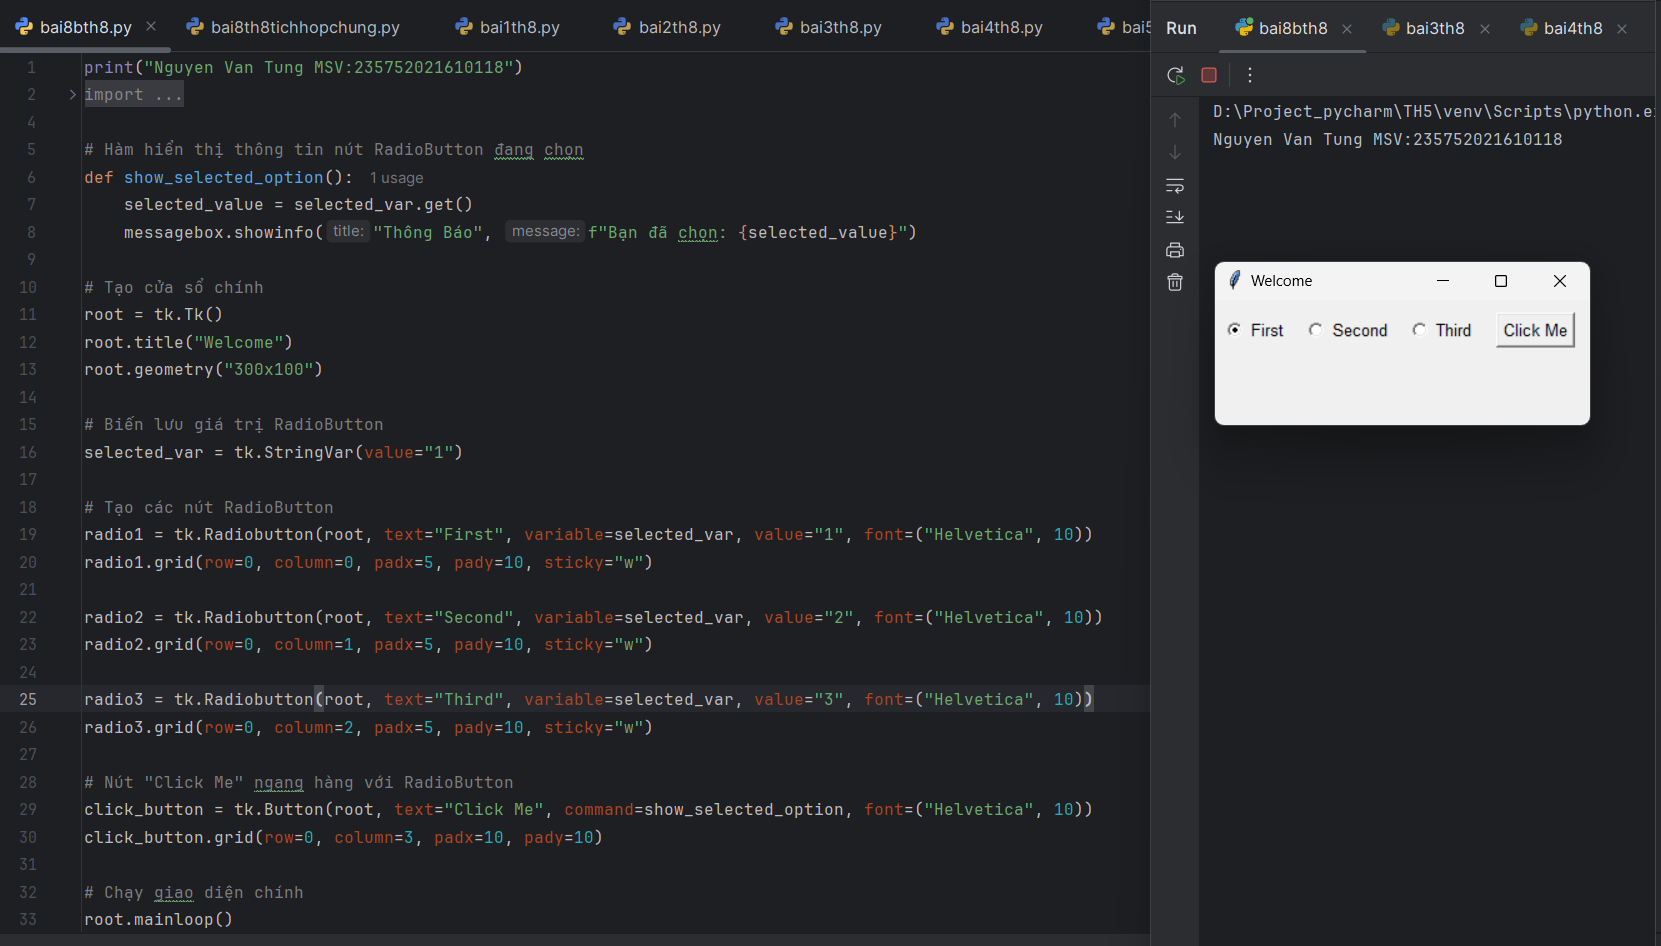 bai8bth8.py
bai8th8tichhopchung.py
bai1th8.py
bai2th8.py
bai3th8.py
bai4th8.py
Run
bai8bth8
bai3th8
bai4th8
1 print("Nguyen Van Tung MSV:235752021610118")
2 import ...
4
5 # Hàm hiển thị thông tin nút RadioButton đang chọn
6 def show_selected_option(): 1 usage
7 selected_value = selected_var.get()
8 messagebox.showinfo( title: "Thông Báo", message: f"Bạn đã chọn: {selected_value}")
9
10 # Tạo cửa sổ chính
11 root = tk.Tk()
12 root.title("Welcome")
13 root.geometry("300x100")
14
15 # Biến lưu giá trị RadioButton
16 selected_var = tk.StringVar(value="1")
17
18 # Tạo các nút RadioButton
19 radio1 = tk.Radiobutton(root, text="First", variable=selected_var, value="1", font=("Helvetica", 10))
20 radio1.grid(row=0, column=0, padx=5, pady=10, sticky="w")
21
22 radio2 = tk.Radiobutton(root, text="Second", variable=selected_var, value="2", font=("Helvetica", 10))
23 radio2.grid(row=0, column=1, padx=5, pady=10, sticky="w")
24
25 radio3 = tk.Radiobutton(root, text="Third", variable=selected_var, value="3", font=("Helvetica", 10))
26 radio3.grid(row=0, column=2, padx=5, pady=10, sticky="w")
27
28 # Nút "Click Me" ngang hàng với RadioButton
29 click_button = tk.Button(root, text="Click Me", command=show_selected_option, font=("Helvetica", 10))
30 click_button.grid(row=0, column=3, padx=10, pady=10)
31
32 # Chạy giao diện chính
33 root.mainloop()
D:\Project_pycharm\TH5\venv\Scripts\python.e
Nguyen Van Tung MSV:235752021610118
Welcome
First Second Third Click Me